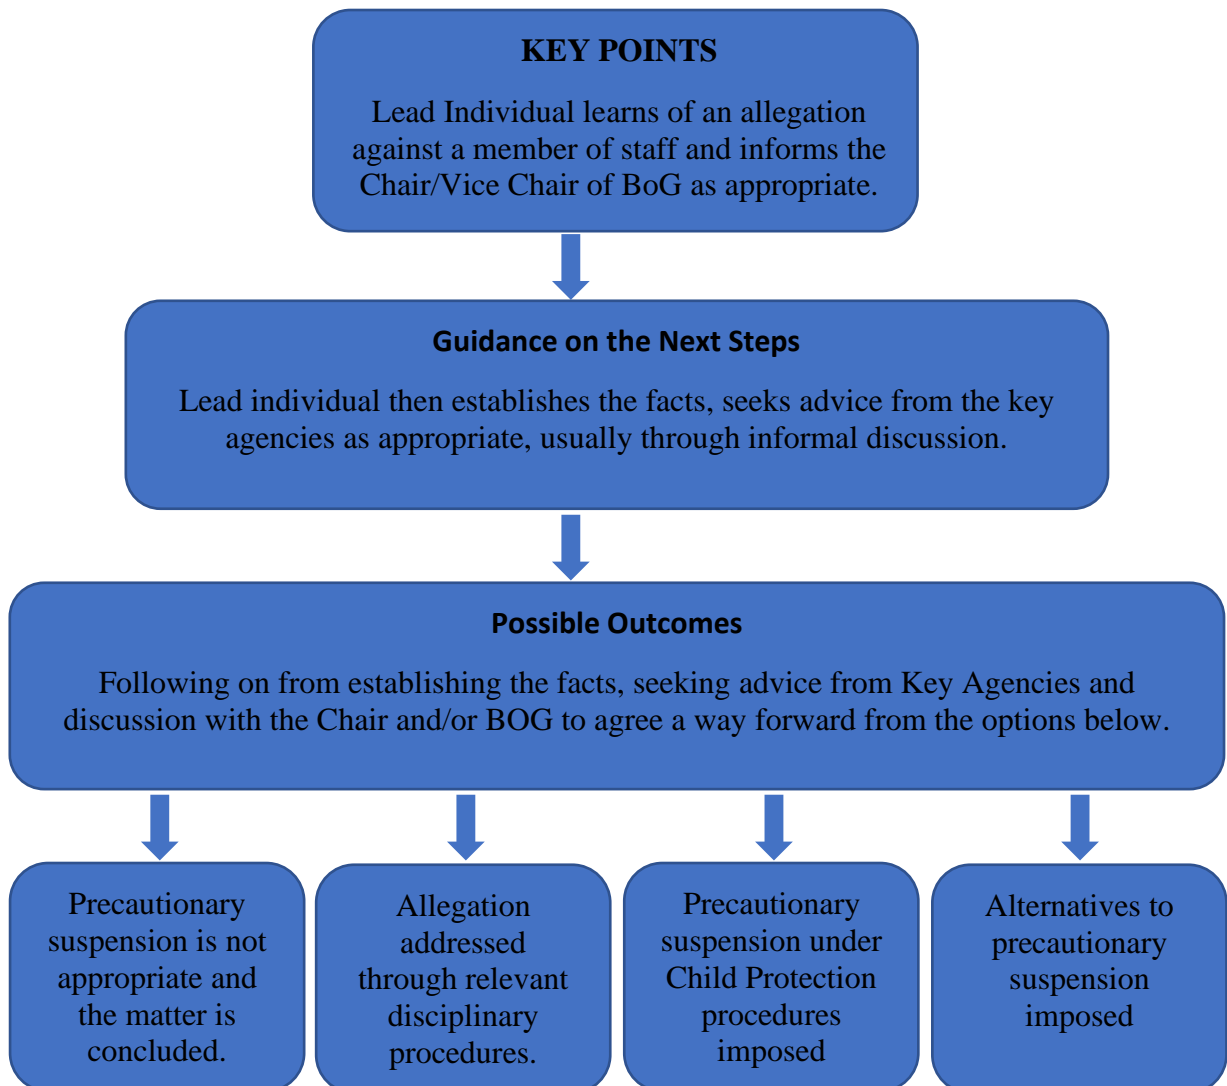 KEY POINTS
Lead Individual learns of an allegation
against a member of staff and informs the
Chair/Vice Chair of BoG as appropriate.
Guidance on the Next Steps
Lead individual then establishes the facts, seeks advice from the key
agencies as appropriate, usually through informal discussion.
Possible Outcomes
Following on from establishing the facts, seeking advice from Key Agencies and
discussion with the Chair and/or BOG to agree a way forward from the options below.
Precautionary
suspension is not
appropriate and
the matter is
concluded.
Allegation
addressed
through relevant
disciplinary
procedures.
Precautionary
suspension under
Child Protection
procedures
imposed
Alternatives to
precautionary
suspension
imposed